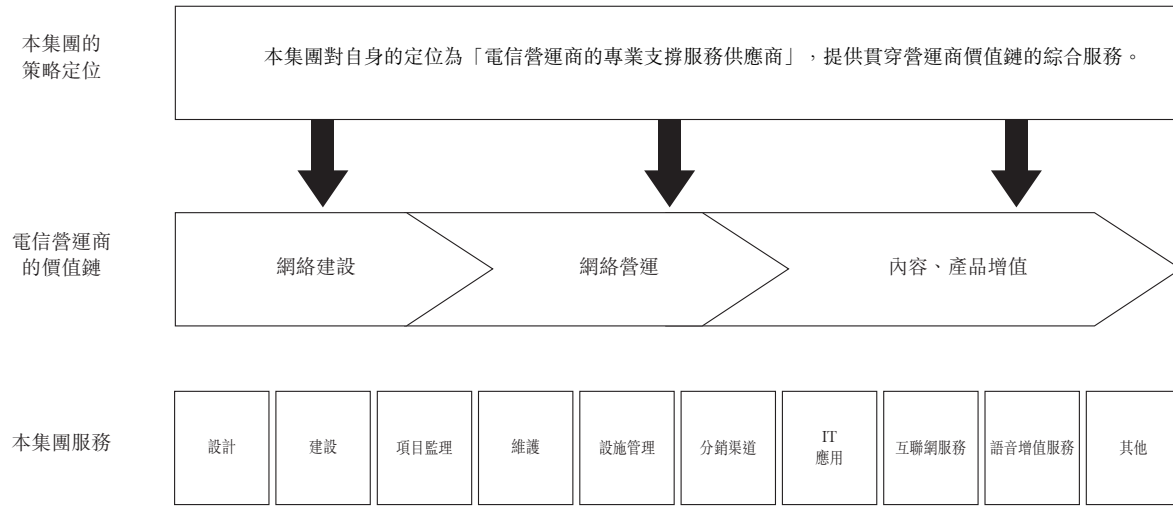 本集團的
策略定位
本集團對自身的定位為「電信營運商的專業支撐服務供應商」，提供貫穿營運商價值鏈的綜合服務。
電信營運商
的價值鏈
網絡建設
網絡營運
內容、產品增值
本集團服務
設計
建設
項目監理
維護
設施管理
分銷渠道
IT
應用
互聯網服務
語音增值服務
其他